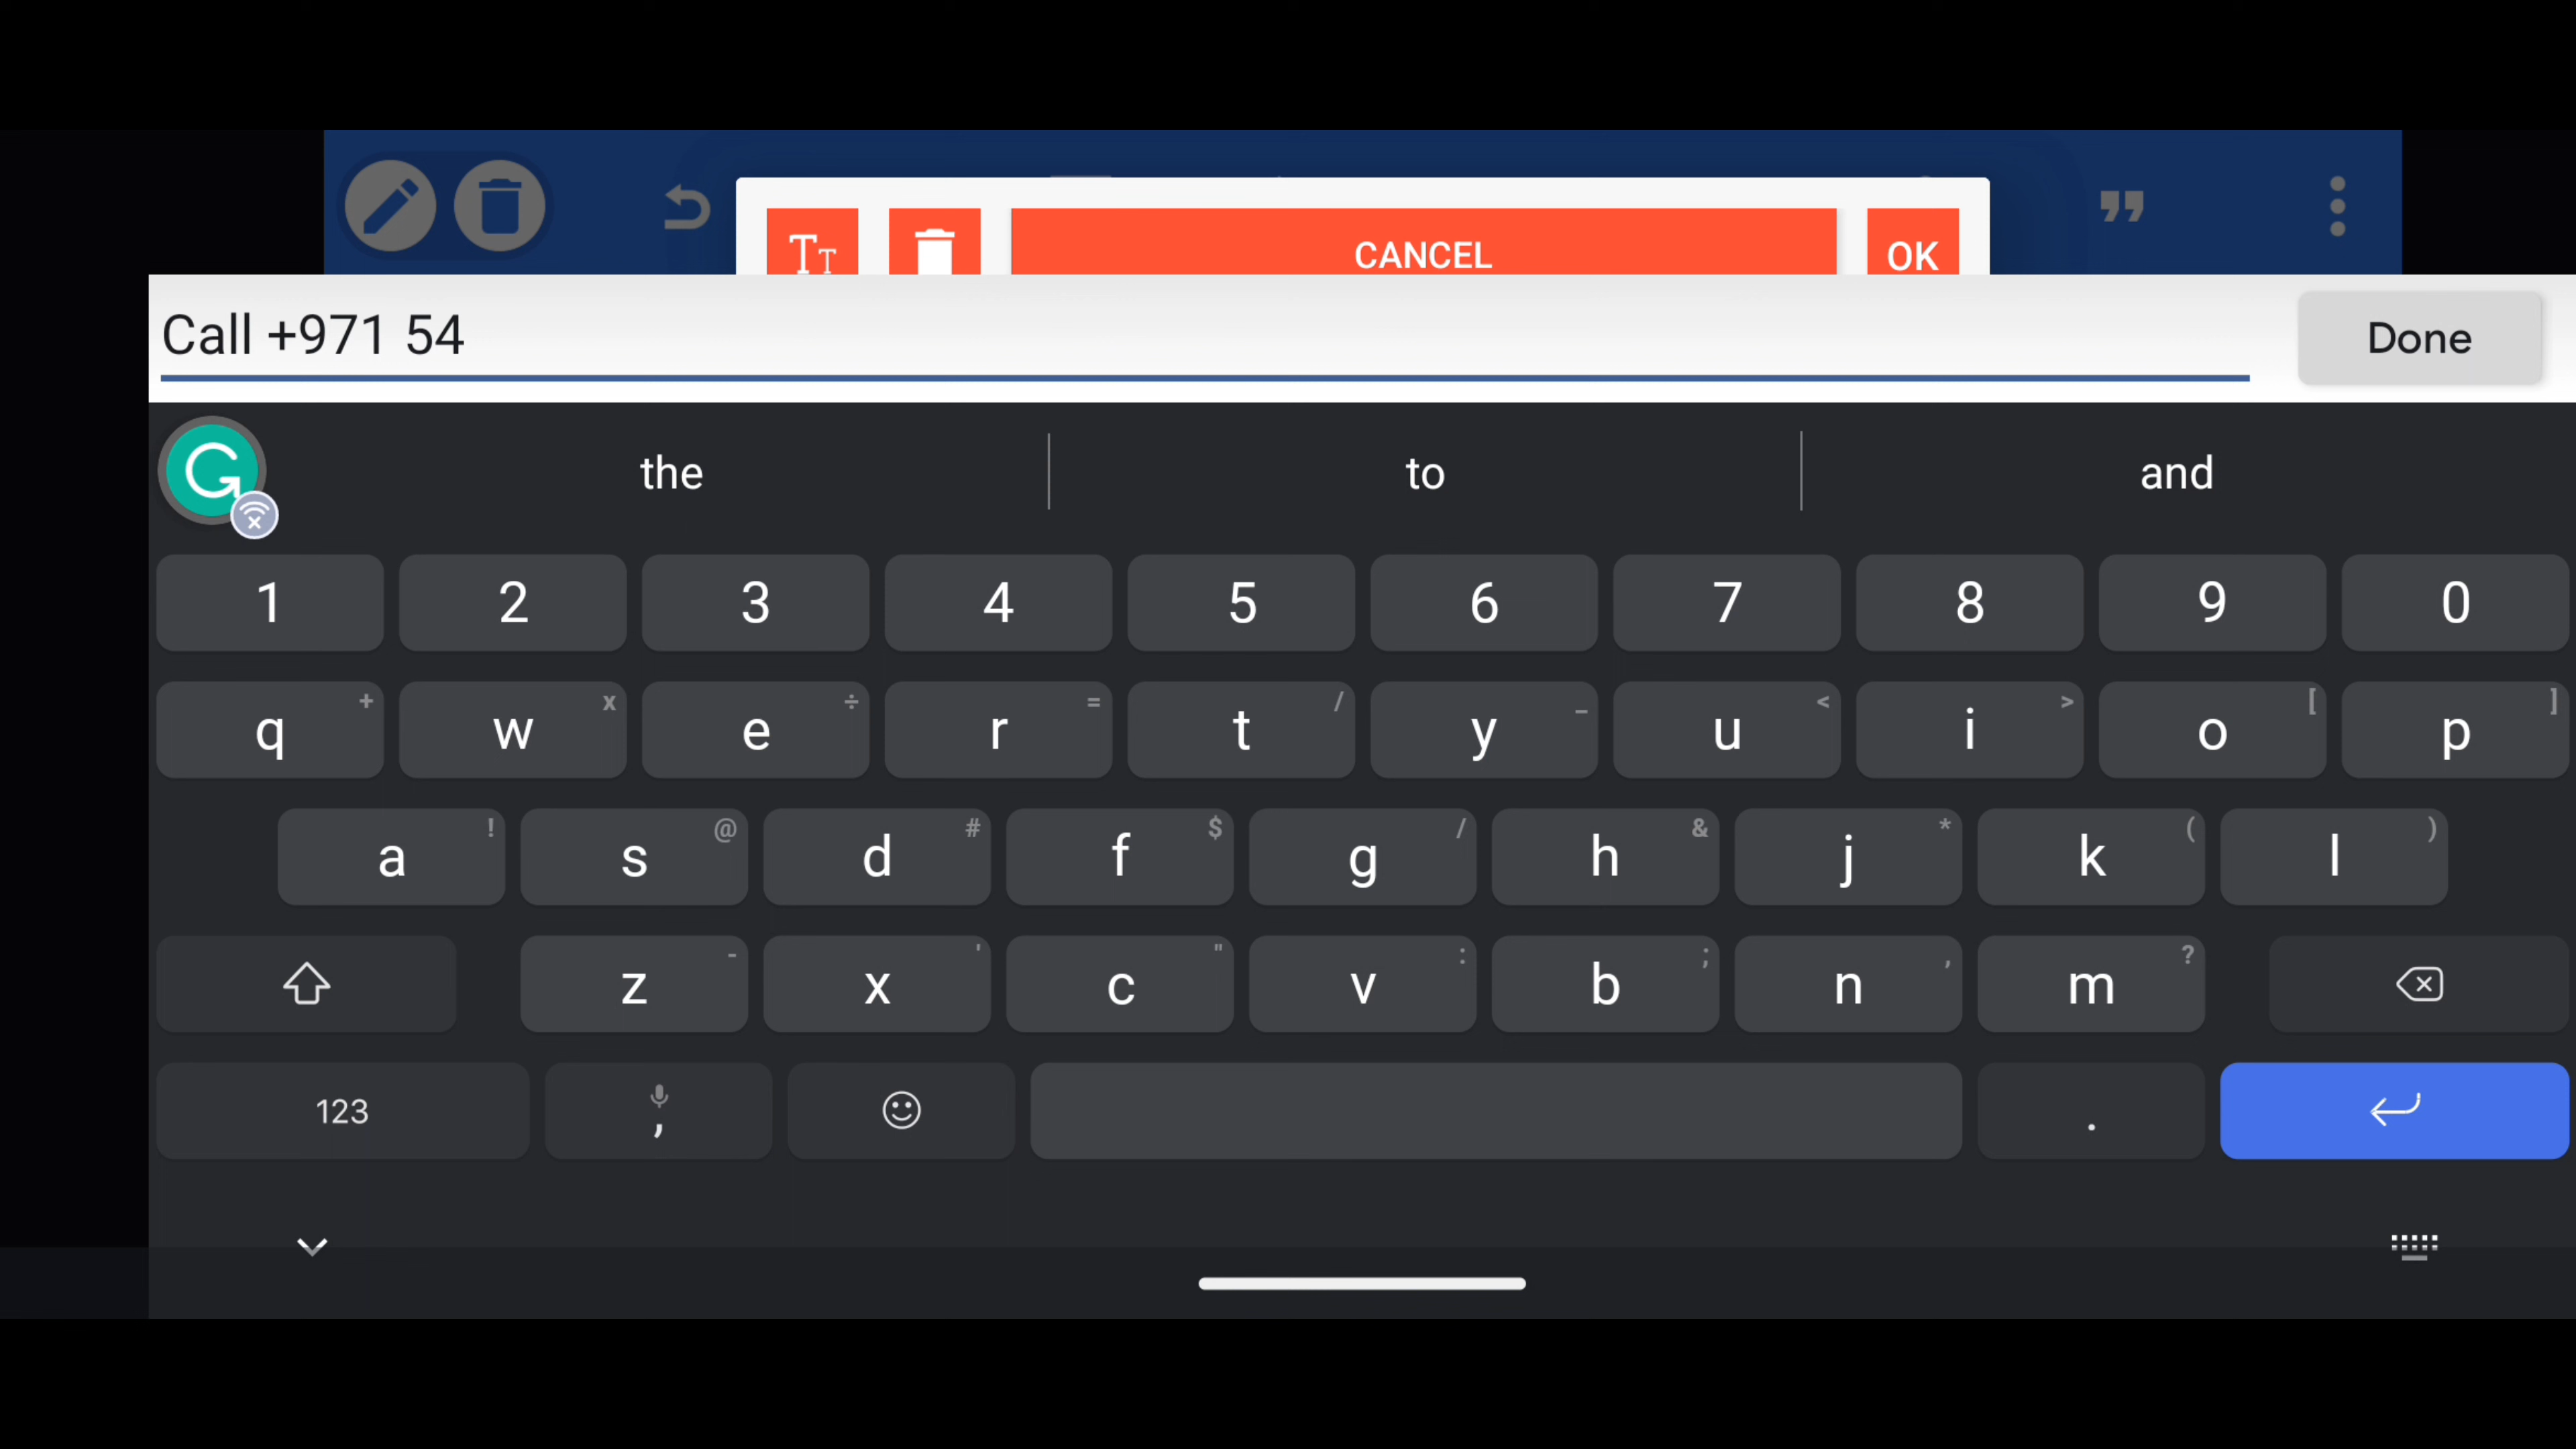 Tт
CANCEL
OK
Call +971 54
Done
the
to
and
1 2 3 4 5 6 7 8 9 0
+ x ÷ = / _ < > [ ]
q w e r t y u i o p
! @ # $ / & * ( )
a s d f g h j k l
- ' " : ; , ?
z x c v b n m
123 , .